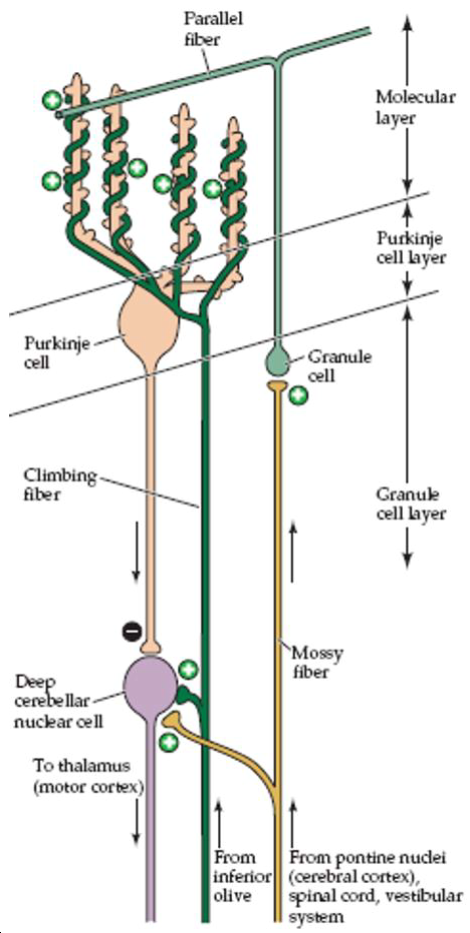 Parallel
fiber
Molecular
layer
+
+
+
+
+
Purkinje
cell layer
Purkinje
cell
Granule
cell
+
Climbing
fiber
Granule
cell layer
−
Mossy
fiber
+
Deep
cerebellar
nuclear cell
+
To thalamus
(motor cortex)
From
inferior
olive
From pontine nuclei
(cerebral cortex),
spinal cord, vestibular
system